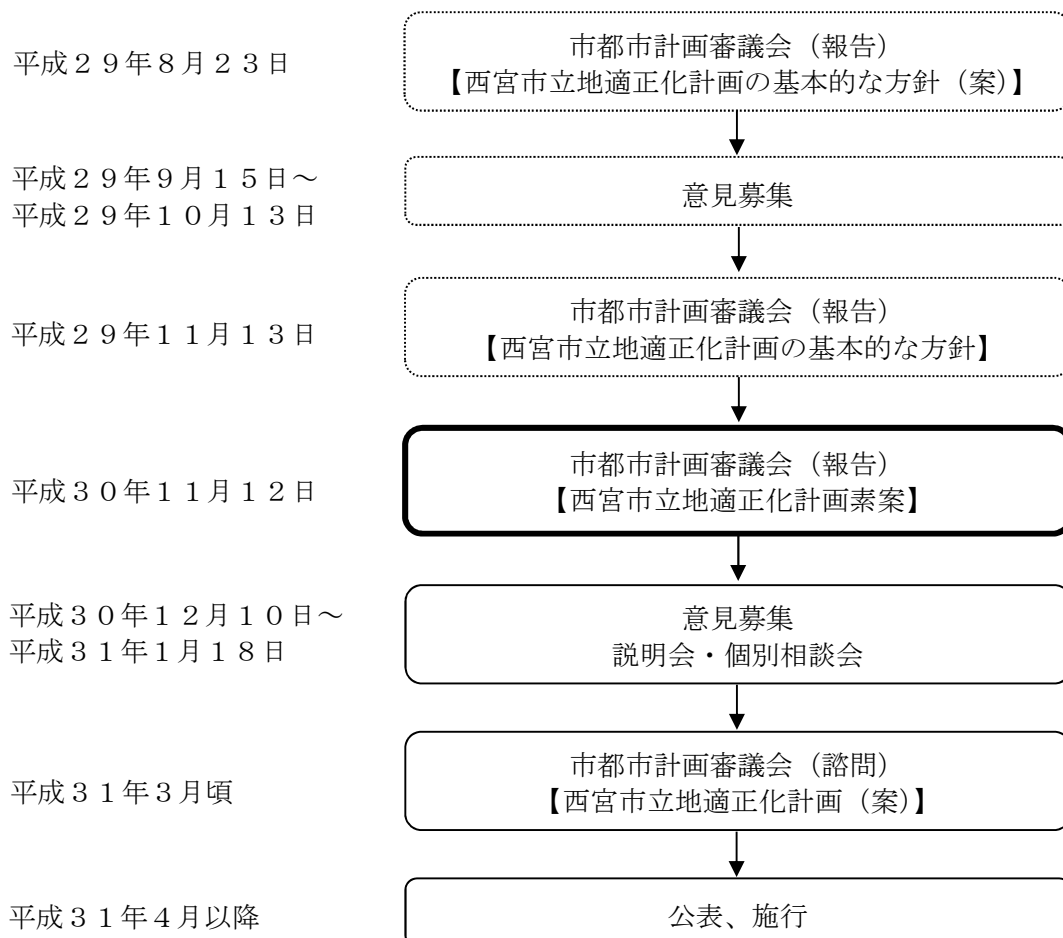 平成２９年８月２３日
市都市計画審議会（報告）
【西宮市立地適正化計画の基本的な方針（案）】
平成２９年９月１５日～
平成２９年１０月１３日
意見募集
平成２９年１１月１３日
市都市計画審議会（報告）
【西宮市立地適正化計画の基本的な方針】
平成３０年１１月１２日
市都市計画審議会（報告）
【西宮市立地適正化計画素案】
平成３０年１２月１０日～
平成３１年１月１８日
意見募集
説明会・個別相談会
平成３１年３月頃
市都市計画審議会（諮問）
【西宮市立地適正化計画（案）】
平成３１年４月以降
公表、施行